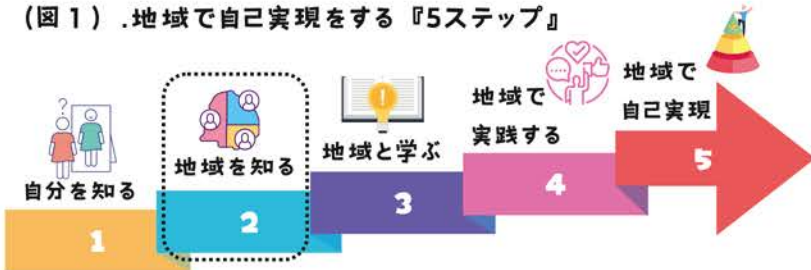 (図1).地域で自己実現をする『5ステップ』
自分を知る
1
地域を知る
2
地域と学ぶ
3
地域で
実践する
4
地域で
自己実現
5